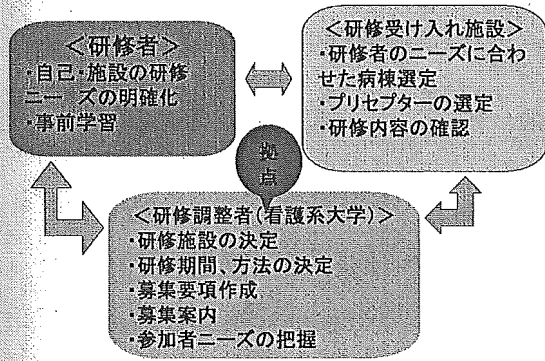 <研修者>
・自己・施設の研修
ニーズの明確化
・事前学習
<研修受け入れ施設>
・研修者のニーズに合わ
せた病棟選定
・プリセプターの選定
・研修内容の確認
拠
点
<研修調整者(看護系大学)>
・研修施設の決定
・研修期間、方法の決定
・募集要項作成
・募集案内
・参加者ニーズの把握